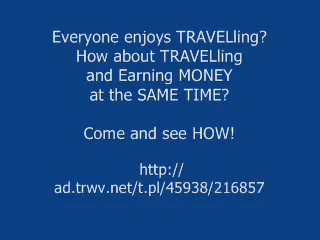 Everyone enjoys TRAVELling?
How about TRAVELling
and Earning MONEY
at the SAME TIME?
Come and see HOW!
http://
ad.trwv.net/t.pl/45938/216857